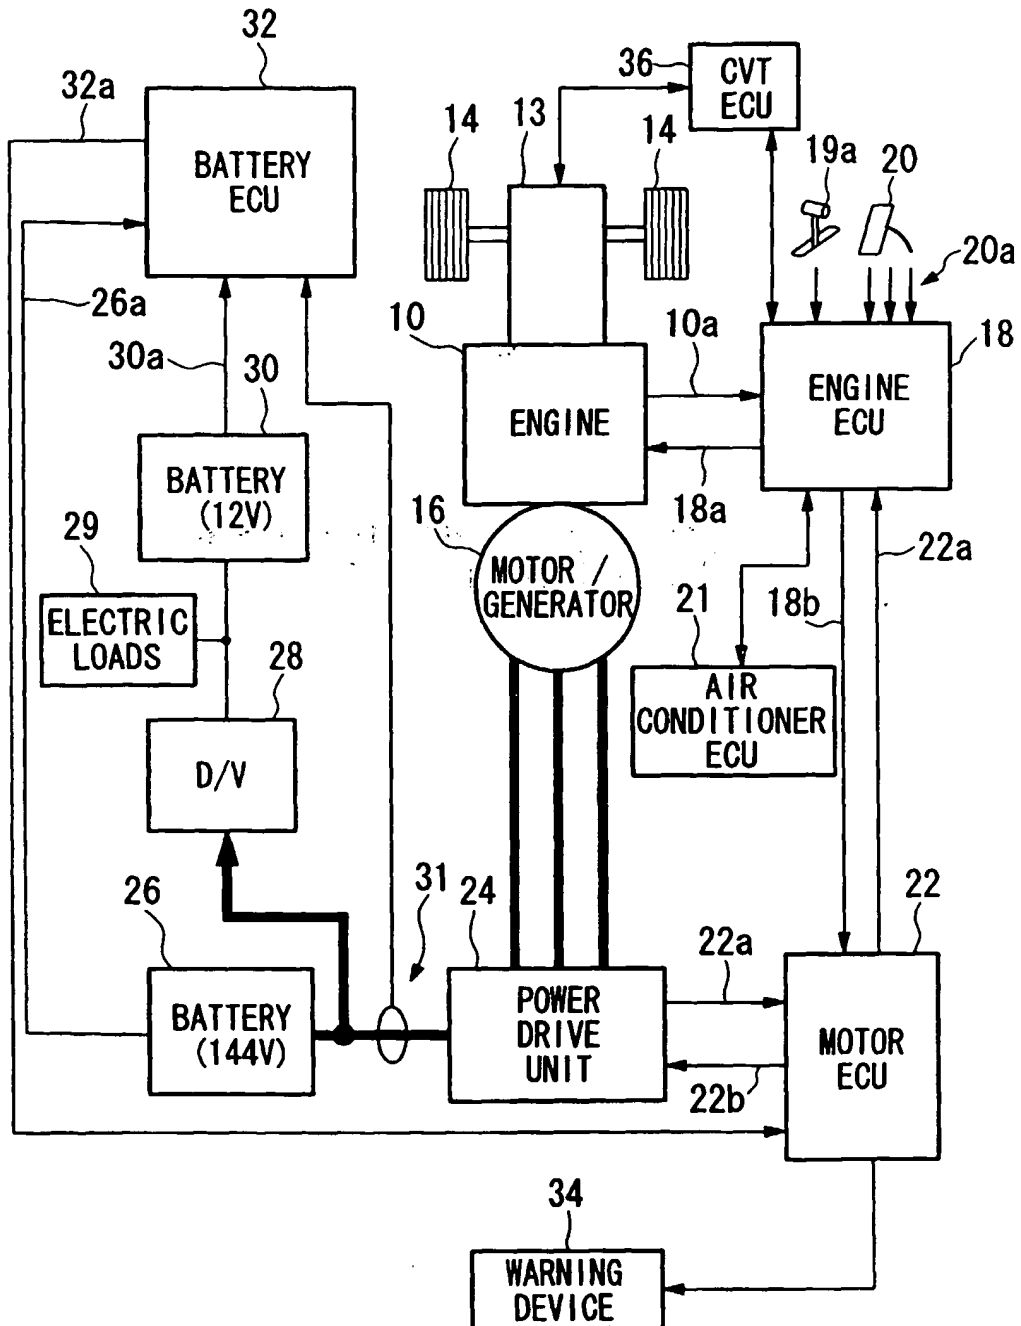 32
32a
BATTERY
ECU
36
CVT
ECU
14
13
14
19a
20
20a
26a
30a
30
10
10a
18
ENGINE
ENGINE
ECU
18a
BATTERY
(12V)
29
ELECTRIC
LOADS
16
MOTOR /
GENERATOR
21
18b
22a
AIR
CONDITIONER
ECU
28
D/V
26
BATTERY
(144V)
31
24
POWER
DRIVE
UNIT
22a
22
22b
MOTOR
ECU
34
WARNING
DEVICE